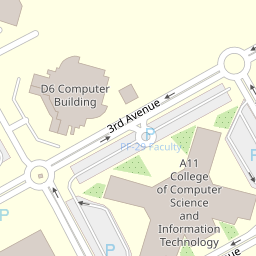 D6 Computer
Building
3rd Avenue
P
PF-29 Faculty
A11
College
of Computer
Science
and
Information
Technology
P
P
P